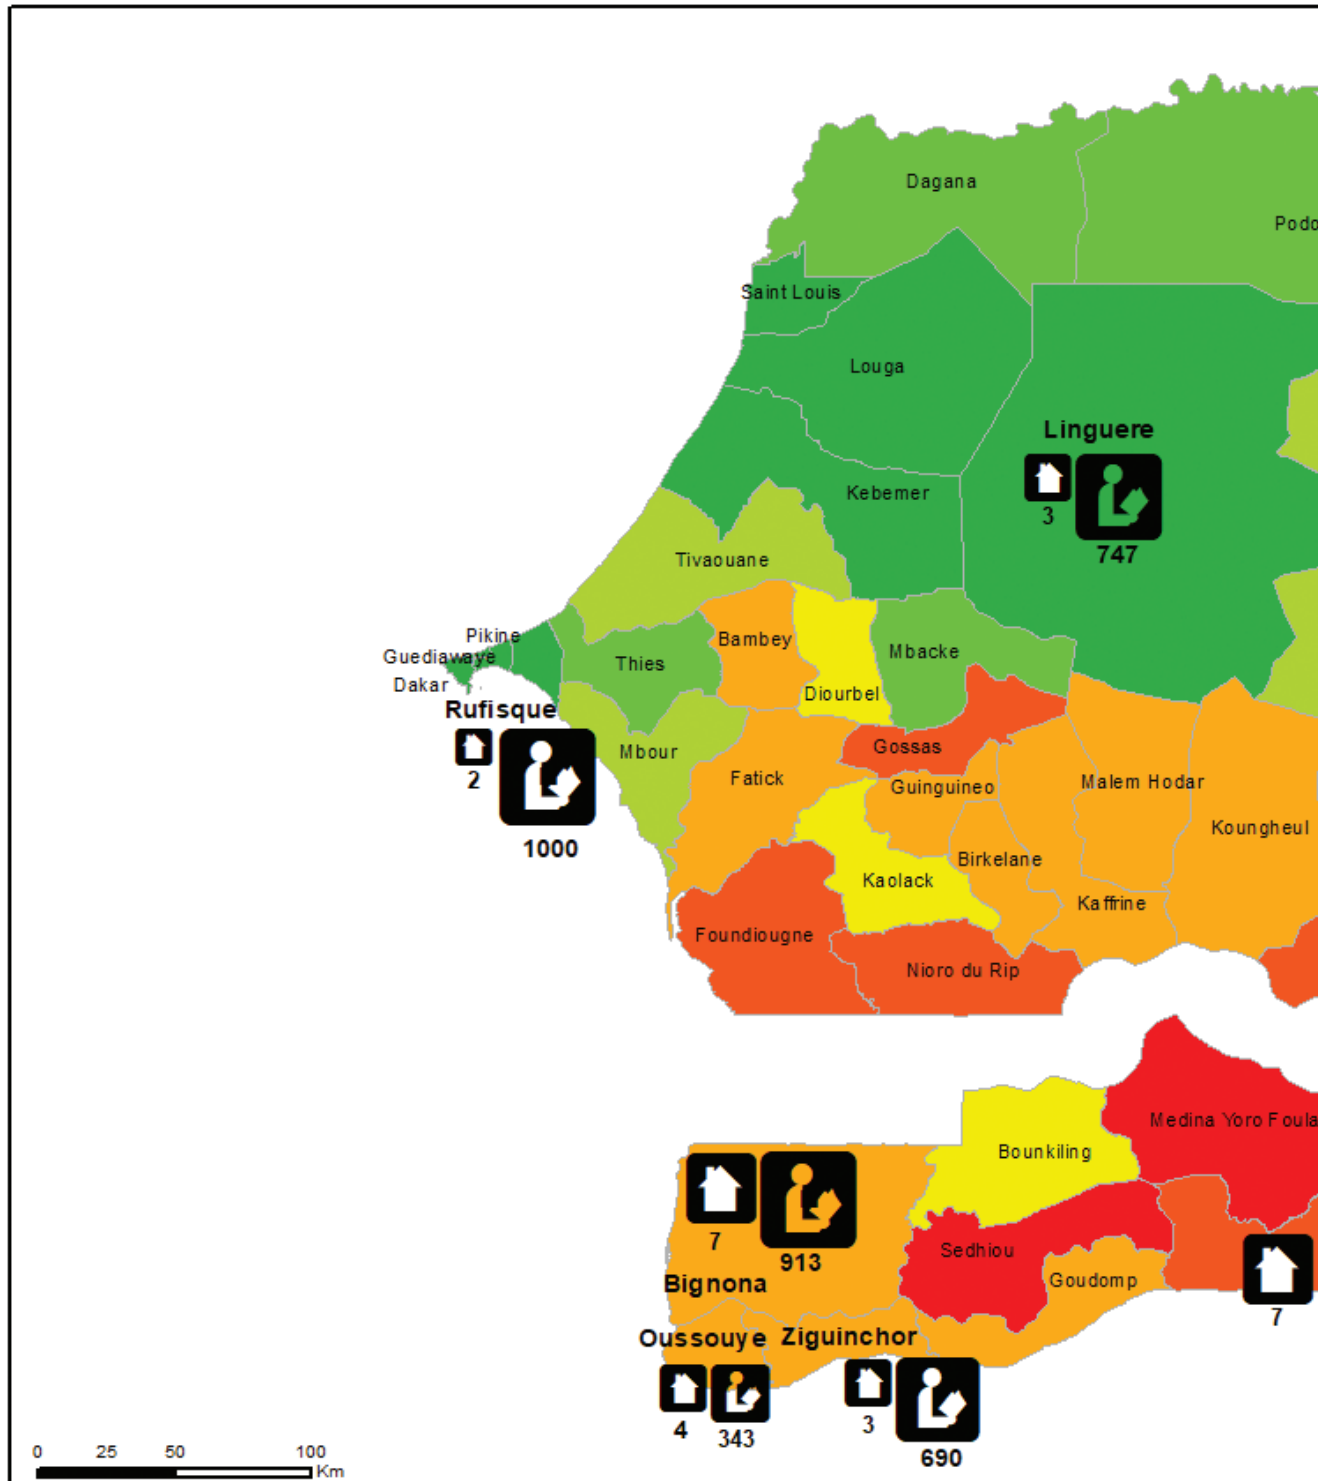 Dagana
Podo
Saint Louis
Louga
Linguere
3
747
Kebemer
Tivaouane
Pikine
Guediawaye
Dakar
Rufisque
2
1000
Thies
Bambey
Diourbel
Mbacke
Mbour
Fatick
Gossas
Guinguineo
Malem Hodar
Koungheul
Birkelane
Kaolack
Kaffrine
Foundiougne
Nioro du Rip
Medina Yoro Foula
Bounkiling
7
913
Bignona
Sedhiou
Goudomp
7
Oussouye
4
343
Ziguinchor
3
690
0 25 50 100
Km